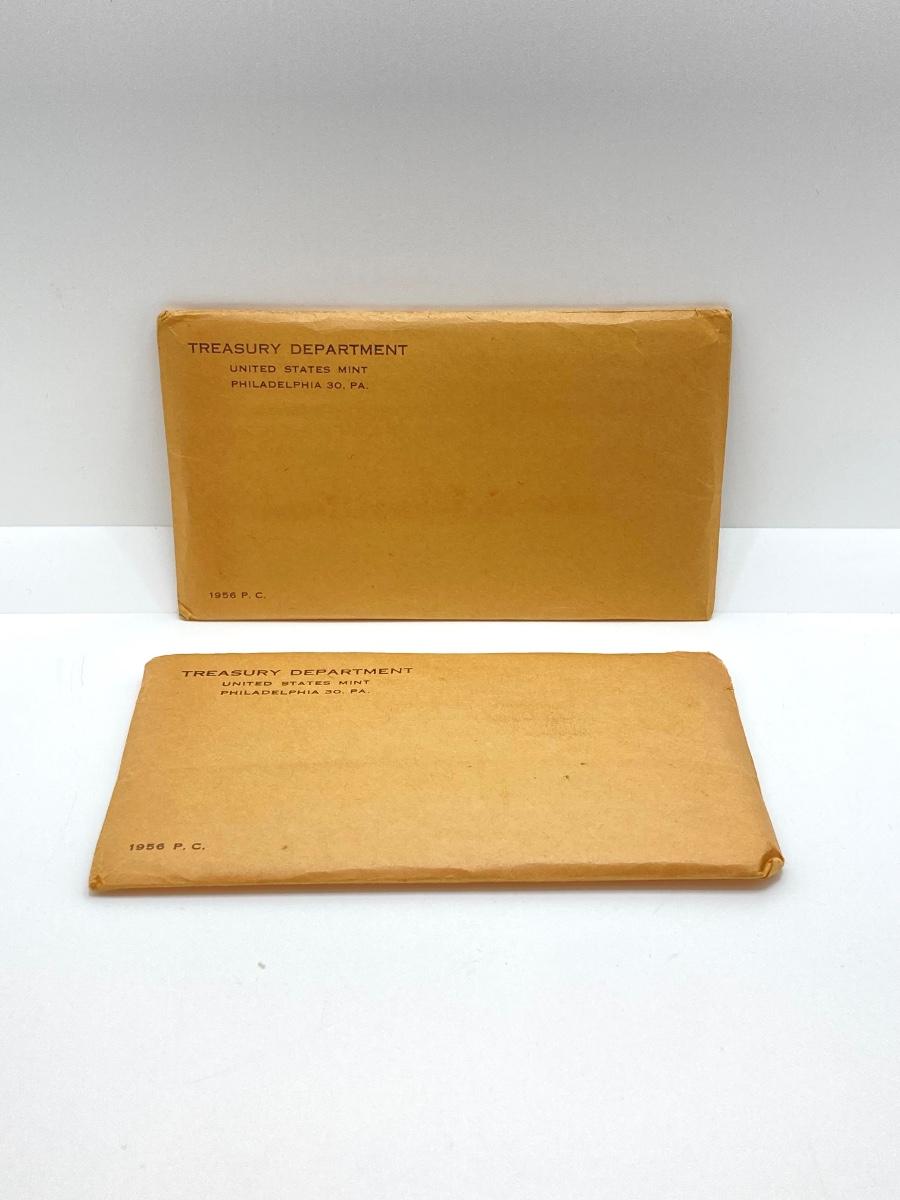 TREASURY DEPARTMENT
UNITED STATES MINT
PHILADELPHIA 30, PA.
1956 P. C.
TREASURY DEPARTMENT
UNITED STATES MINT
PHILADELPHIA 30, PA.
1956 P. C.